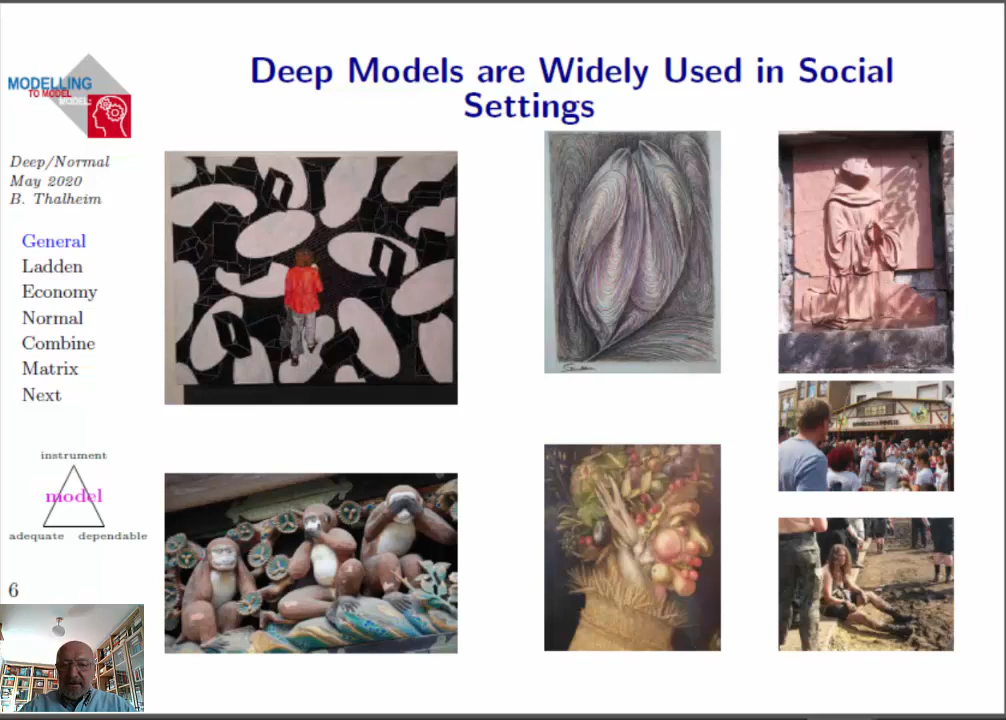 Deep Models are Widely Used in Social
Settings
MODELLING
TO MODEL
MODEL:
Deep/Normal
May 2020
B. Thalheim
General
Ladden
Economy
Normal
Combine
Matrix
Next
instrument
model
adequate dependable
6